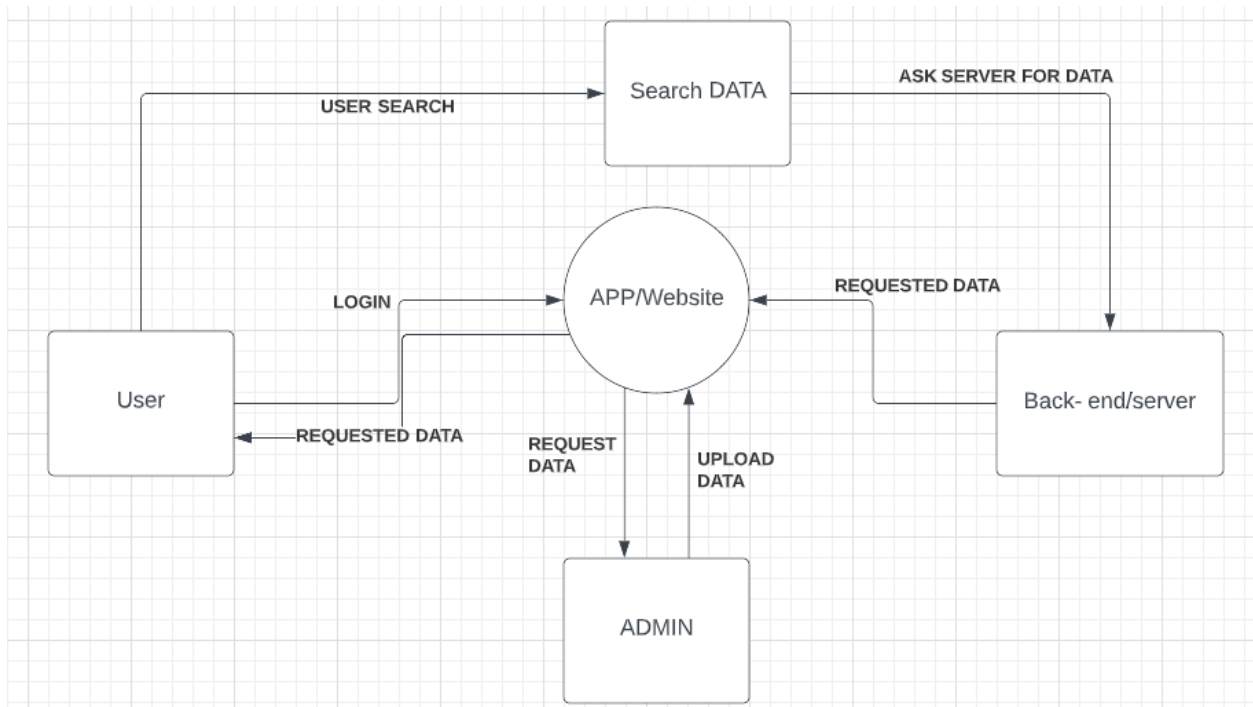 Search DATA
ASK SERVER FOR DATA
USER SEARCH
APP/Website
REQUESTED DATA
LOGIN
User
Back- end/server
REQUESTED DATA
REQUEST
DATA
UPLOAD
DATA
ADMIN